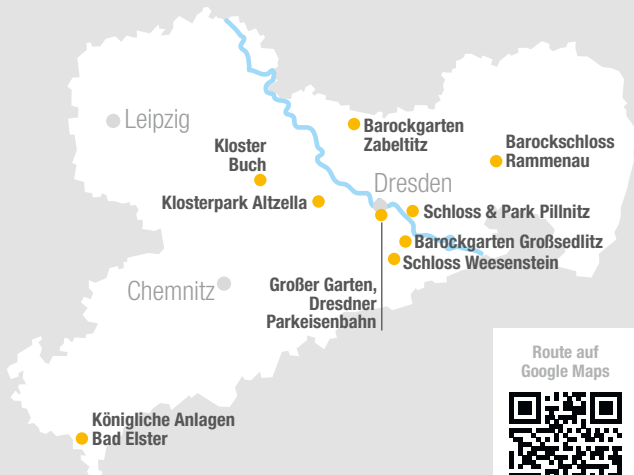 Leipzig
Barockgarten
Zabeltitz
Kloster
Buch
Barockschloss
Rammenau
Dresden
Klosterpark Altzella
Schloss & Park Pillnitz
Barockgarten Großsedlitz
Schloss Weesenstein
Chemnitz
Großer Garten,
Dresdner
Parkeisenbahn
Route auf
Google Maps
Königliche Anlagen
Bad Elster